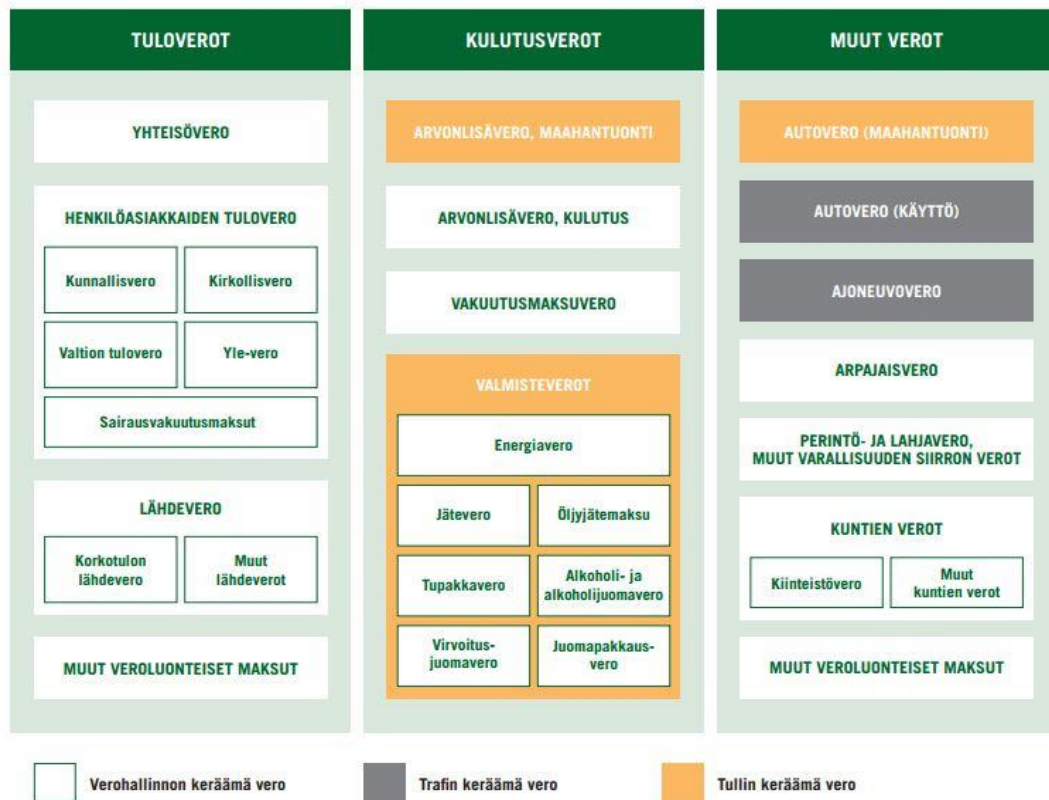 TULOVEROT
YHTEISÖVERO
HENKILÖASIAKKAIDEN TULOVERO
Kunnallisvero
Kirkollisvero
Valtion tulovero
Yle-vero
Sairausvakuutusmaksut
LÄHDEVERO
Korkotulon
lähdevero
Muut
lähdeverot
MUUT VEROLUONTEISET MAKSUT
KULUTUSVEROT
ARVONLISÄVERO, MAAHANTUONTI
ARVONLISÄVERO, KULUTUS
VAKUUTUSMAKSUVERO
VALMISTEVEROT
Energiavero
Jätevero
Öljyjätemaksu
Tupakkavero
Alkoholi- ja
alkoholijuomavero
Virvoitus-
juomavero
Juomapakkaus-
vero
MUUT VEROT
AUTOVERO (MAAHANTUONTI)
AUTOVERO (KÄYTTÖ)
AJONEUVOVERO
ARPAJAISVERO
PERINTÖ- JA LAHJAVERO,
MUUT VARALLISUUDEN SIIRRON VEROT
KUNTIEN VEROT
Kiinteistövero
Muut
kuntien verot
MUUT VEROLUONTEISET MAKSUT
Verohallinnon keräämä vero
Trafin keräämä vero
Tullin keräämä vero